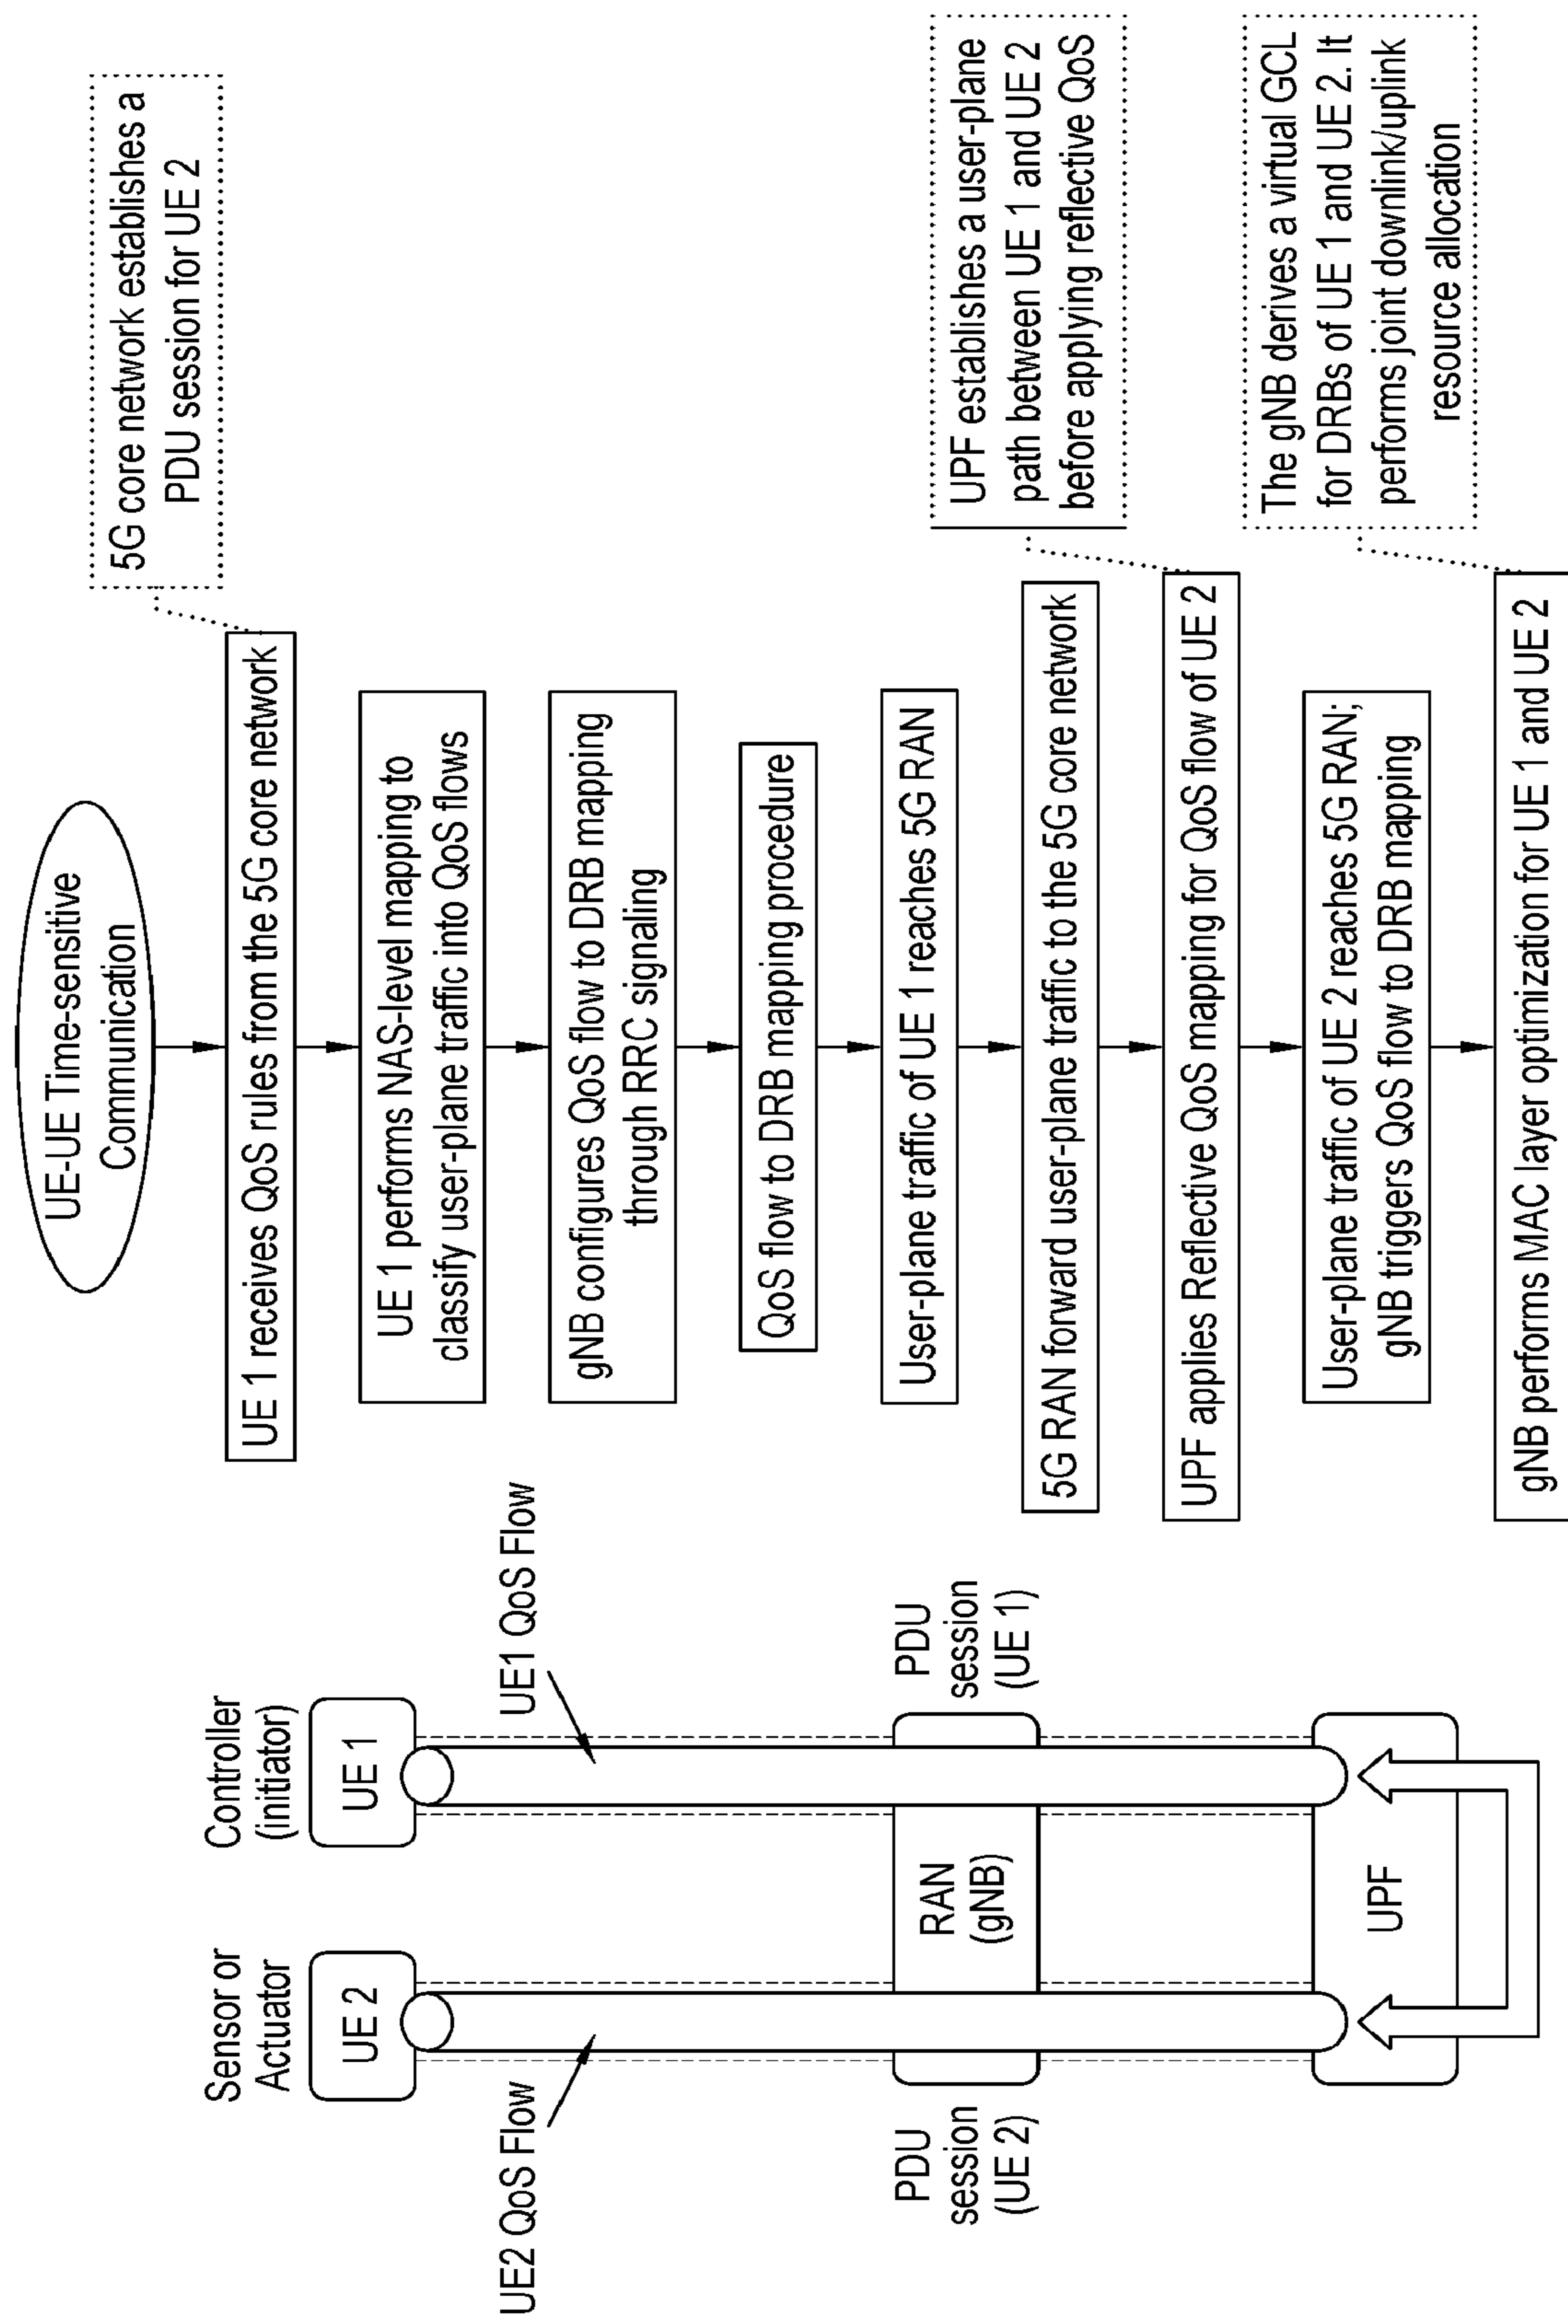 Sensor or
Actuator
UE 2
Controller
(initiator)
UE 1
UE2 QoS Flow
UE1 QoS Flow
PDU
session
(UE 2)
RAN
(gNB)
PDU
session
(UE 1)
UPF
UE-UE Time-sensitive
Communication
UE 1 receives QoS rules from the 5G core network
5G core network establishes a
PDU session for UE 2
UE 1 performs NAS-level mapping to
classify user-plane traffic into QoS flows
gNB configures QoS flow to DRB mapping
through RRC signaling
QoS flow to DRB mapping procedure
User-plane traffic of UE 1 reaches 5G RAN
5G RAN forward user-plane traffic to the 5G core network
UPF applies Reflective QoS mapping for QoS flow of UE 2
UPF establishes a user-plane
path between UE 1 and UE 2
before applying reflective QoS
User-plane traffic of UE 2 reaches 5G RAN;
gNB triggers QoS flow to DRB mapping
gNB performs MAC layer optimization for UE 1 and UE 2
The gNB derives a virtual GCL
for DRBs of UE 1 and UE 2. It
performs joint downlink/uplink
resource allocation